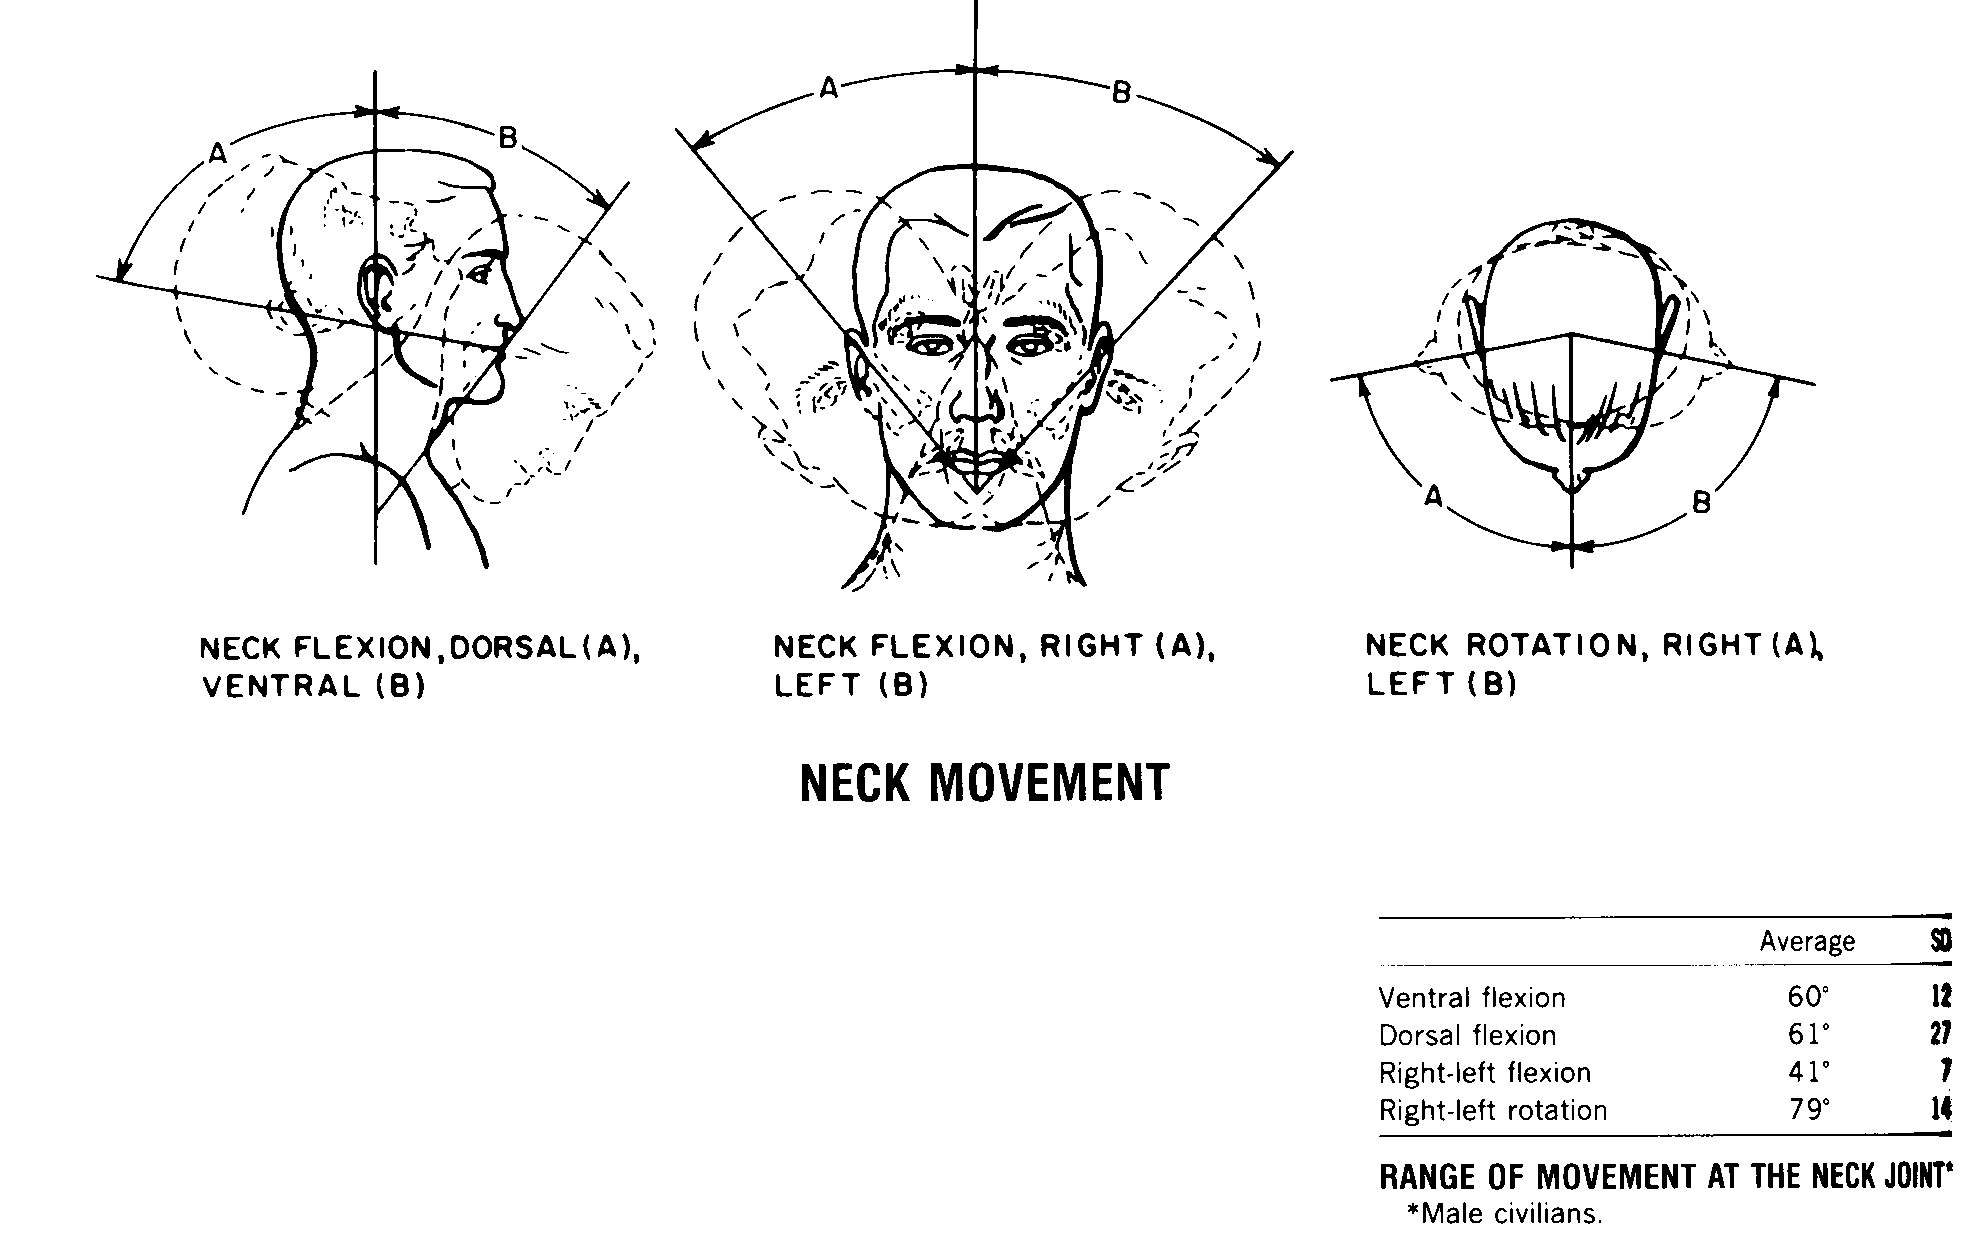 A B
A B
A B
NECK FLEXION, DORSAL (A),
VENTRAL (B)
NECK FLEXION, RIGHT (A),
LEFT (B)
NECK ROTATION, RIGHT (A),
LEFT (B)
NECK MOVEMENT
Average SD
Ventral flexion 60° 12
Dorsal flexion 61° 27
Right-left flexion 41° 7
Right-left rotation 79° 14
RANGE OF MOVEMENT AT THE NECK JOINT*
*Male civilians.